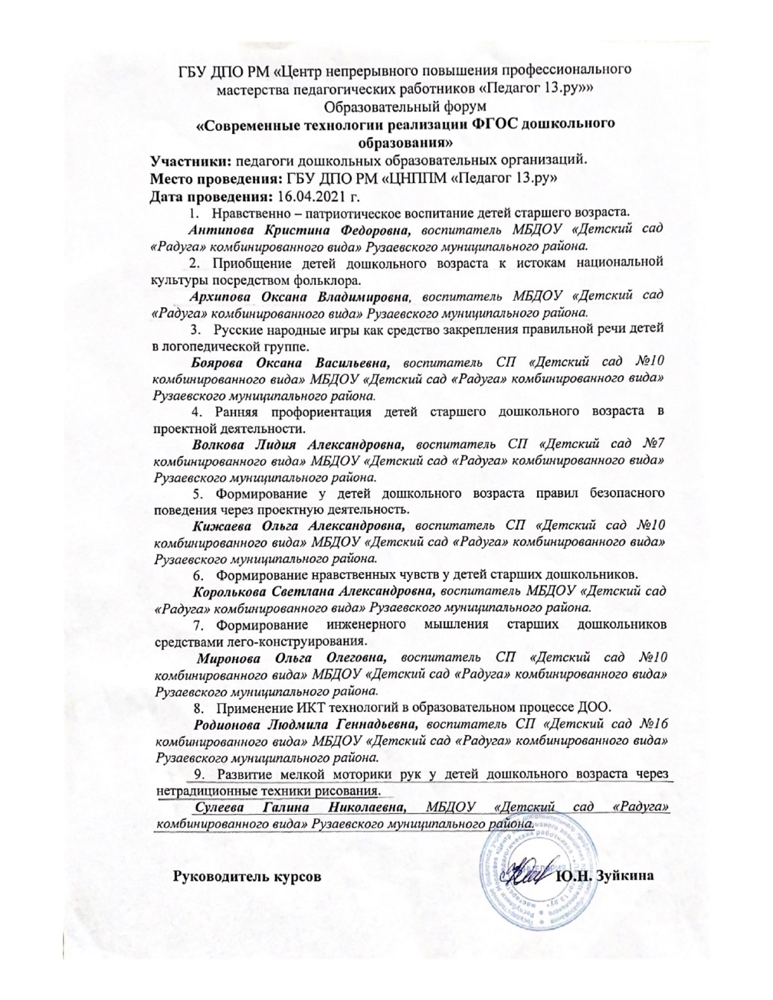 ГБУ ДПО РМ «Центр непрерывного повышения профессионального
мастерства педагогических работников «Педагог 13.ру»»
Образовательный форум
«Современные технологии реализации ФГОС дошкольного
образования»
Участники: педагоги дошкольных образовательных организаций.
Место проведения: ГБУ ДПО РМ «ЦНППМ «Педагог 13.ру»
Дата проведения: 16.04.2021 г.
1. Нравственно – патриотическое воспитание детей старшего возраста.
Антипова Кристина Федоровна, воспитатель МБДОУ «Детский сад
«Радуга» комбинированного вида» Рузаевского муниципального района.
2. Приобщение детей дошкольного возраста к истокам национальной
культуры посредством фольклора.
Архипова Оксана Владимировна, воспитатель МБДОУ «Детский сад
«Радуга» комбинированного вида» Рузаевского муниципального района.
3. Русские народные игры как средство закрепления правильной речи детей
в логопедической группе.
Боярова Оксана Васильевна, воспитатель СП «Детский сад №10
комбинированного вида» МБДОУ «Детский сад «Радуга» комбинированного вида»
Рузаевского муниципального района.
4. Ранняя профориентация детей старшего дошкольного возраста в
проектной деятельности.
Волкова Лидия Александровна, воспитатель СП «Детский сад №7
комбинированного вида» МБДОУ «Детский сад «Радуга» комбинированного вида»
Рузаевского муниципального района.
5. Формирование у детей дошкольного возраста правил безопасного
поведения через проектную деятельность.
Кижаева Ольга Александровна, воспитатель СП «Детский сад №10
комбинированного вида» МБДОУ «Детский сад «Радуга» комбинированного вида»
Рузаевского муниципального района.
6. Формирование нравственных чувств у детей старших дошкольников.
Королькова Светлана Александровна, воспитатель МБДОУ «Детский сад
«Радуга» комбинированного вида» Рузаевского муниципального района.
7. Формирование инженерного мышления старших дошкольников
средствами лего-конструирования.
Миронова Ольга Олеговна, воспитатель СП «Детский сад №10
комбинированного вида» МБДОУ «Детский сад «Радуга» комбинированного вида»
Рузаевского муниципального района.
8. Применение ИКТ технологий в образовательном процессе ДОО.
Родионова Людмила Геннадьевна, воспитатель СП «Детский сад №16
комбинированного вида» МБДОУ «Детский сад «Радуга» комбинированного вида»
Рузаевского муниципального района.
9. Развитие мелкой моторики рук у детей дошкольного возраста через
нетрадиционные техники рисования.
Сулеева Галина Николаевна, МБДОУ «Детский сад «Радуга»
комбинированного вида» Рузаевского муниципального района.
Руководитель курсов Ю.Н. Зуйкина